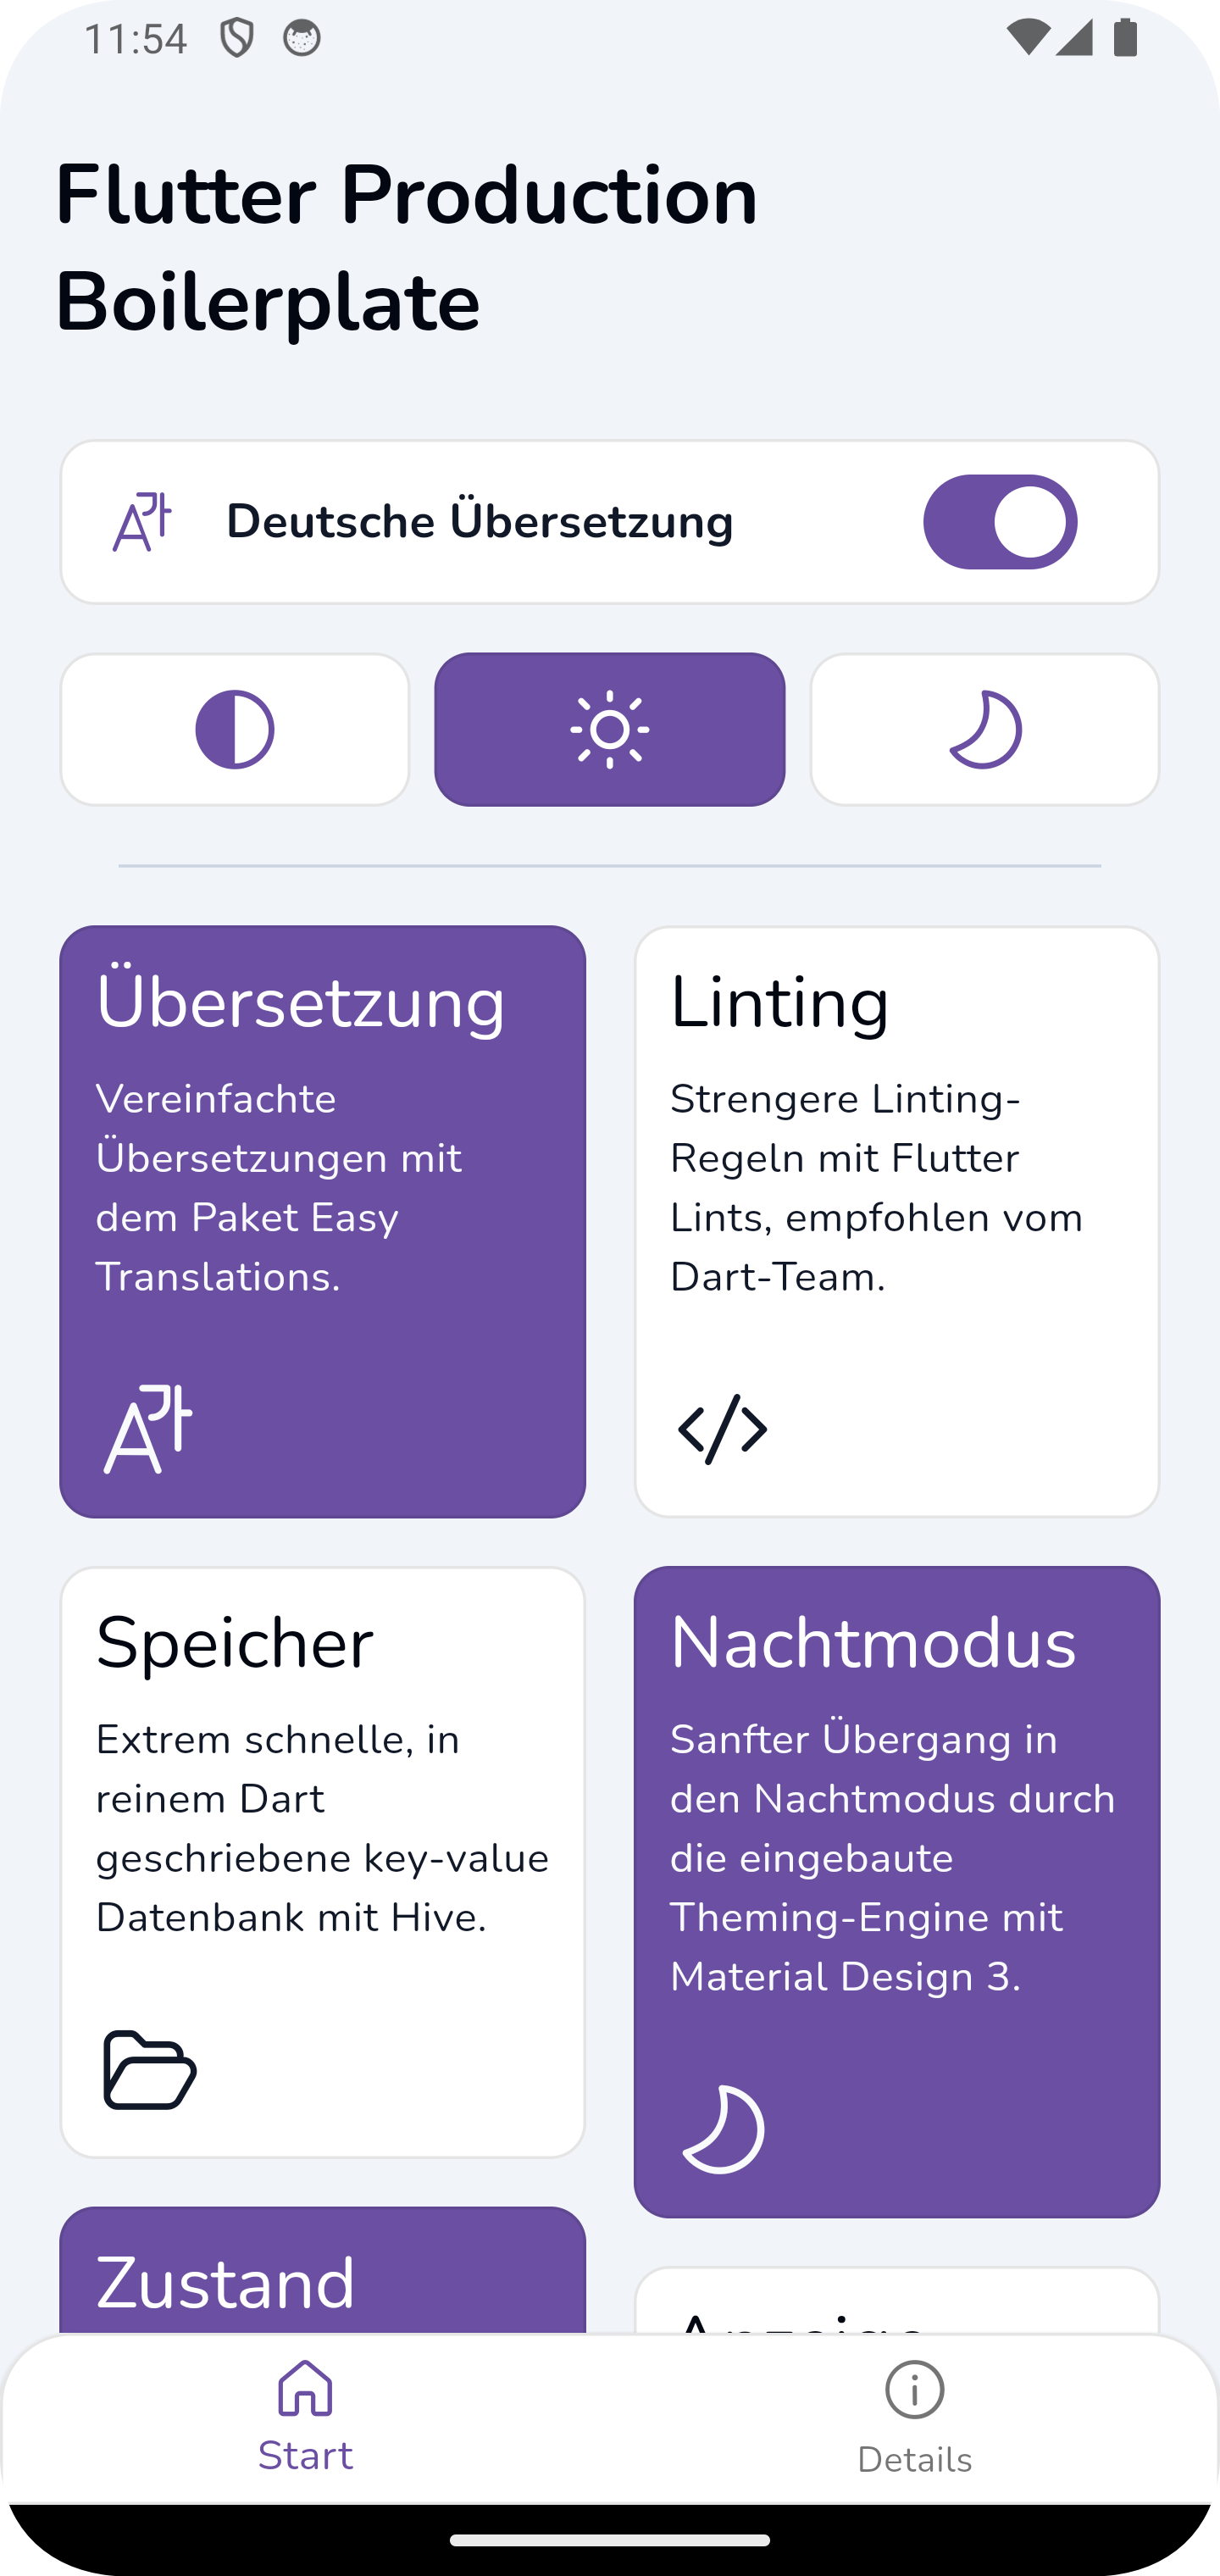 11:54
Flutter Production
Boilerplate
Deutsche Übersetzung
Übersetzung
Vereinfachte
Übersetzungen mit
dem Paket Easy
Translations.
Linting
Strengere Linting-
Regeln mit Flutter
Lints, empfohlen vom
Dart-Team.
Speicher
Extrem schnelle, in
reinem Dart
geschriebene key-value
Datenbank mit Hive.
Nachtmodus
Sanfter Übergang in
den Nachtmodus durch
die eingebaute
Theming-Engine mit
Material Design 3.
Zustand
Start
Details